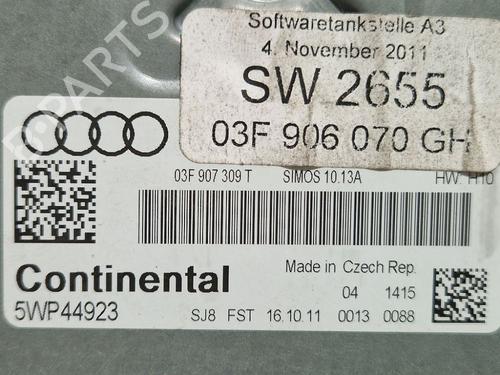 Softwaretankstelle A3
4. November 2011
SW 2655
03F 906 070 GH
03F 907 309 T SIMOS 10.13A HW: H10
Continental
Made in Czech Rep.
5WP44923
04 1415
SJ8 FST 16.10.11 0013 0088
B-PARTS